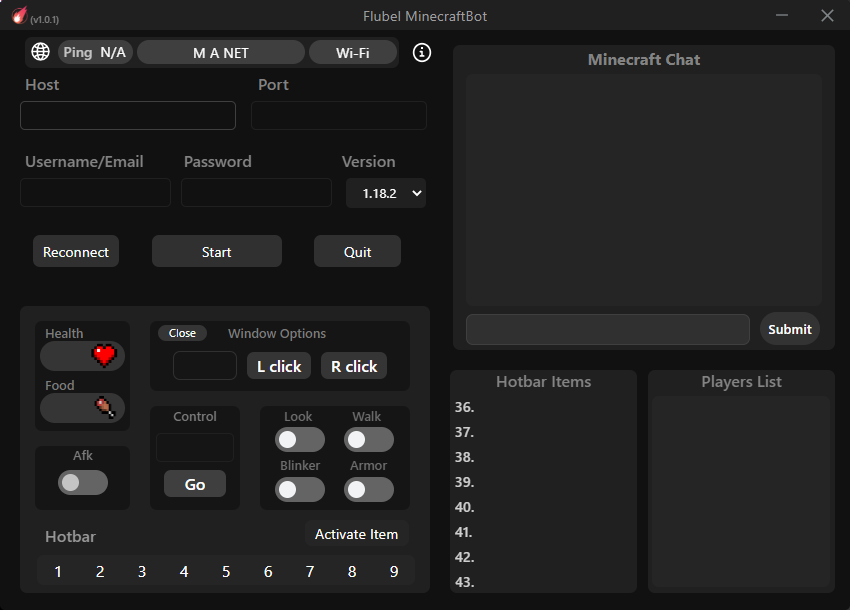 (v1.0.1)
Flubel MinecraftBot
Ping N/A
M A NET
Wi-Fi
Host
Port
Username/Email
Password
Version
1.18.2
Reconnect
Start
Quit
Health
Food
Close
Window Options
L click
R click
Control
Go
Look
Walk
Blinker
Armor
Afk
Hotbar
Activate Item
1 2 3 4 5 6 7 8 9
Minecraft Chat
Submit
Hotbar Items
36.
37.
38.
39.
40.
41.
42.
43.
Players List